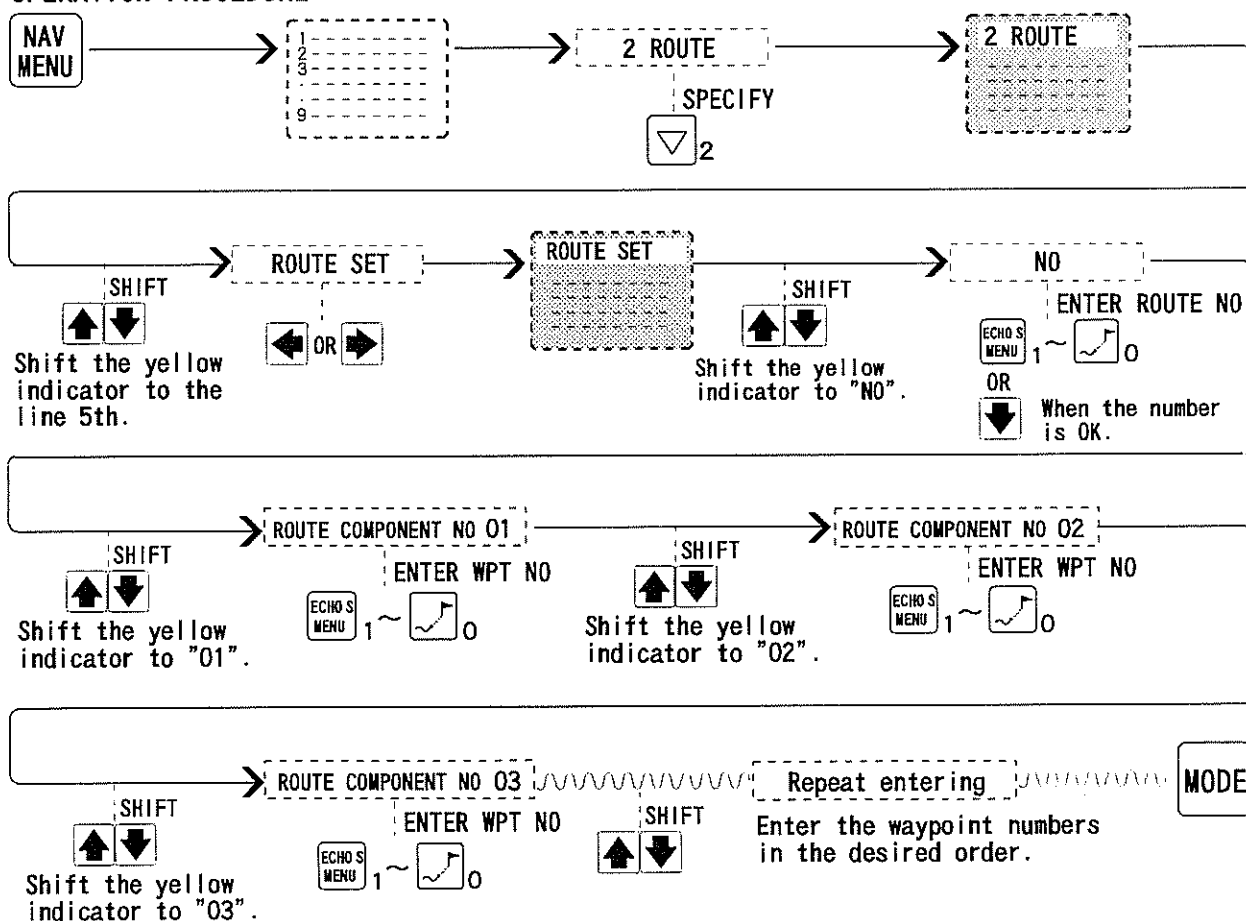 NAV
MENU
1
2
3
.
.
9
2 ROUTE
SPECIFY
2
2 ROUTE
SHIFT
Shift the yellow
indicator to the
line 5th.
ROUTE SET
OR
ROUTE SET
SHIFT
Shift the yellow
indicator to "NO".
NO
ENTER ROUTE NO
ECHO S
MENU 1 ~ 0
OR
When the number
is OK.
SHIFT
Shift the yellow
indicator to "01".
ROUTE COMPONENT NO 01
ENTER WPT NO
ECHO S
MENU 1 ~ 0
SHIFT
Shift the yellow
indicator to "02".
ROUTE COMPONENT NO 02
ENTER WPT NO
ECHO S
MENU 1 ~ 0
SHIFT
Shift the yellow
indicator to "03".
ROUTE COMPONENT NO 03
ENTER WPT NO
ECHO S
MENU 1 ~ 0
SHIFT
Repeat entering
Enter the waypoint numbers
in the desired order.
MODE